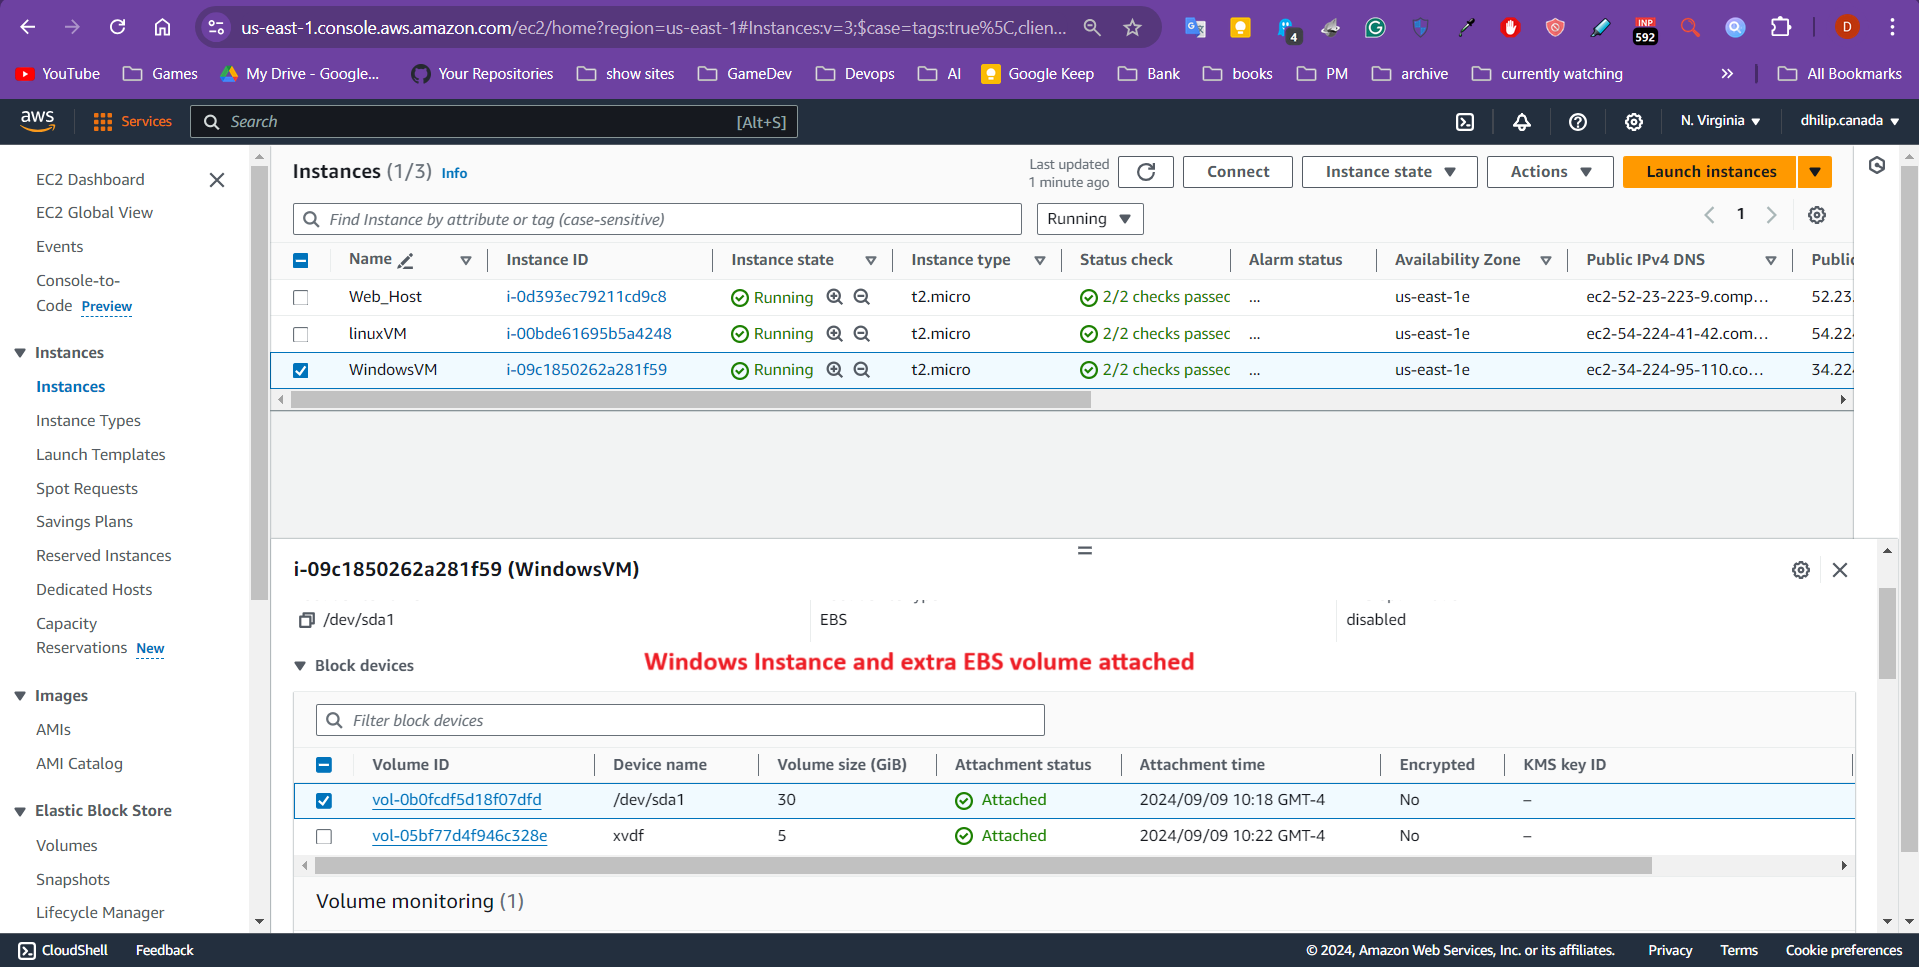 us-east-1.console.aws.amazon.com/ec2/home?region=us-east-1#Instances:v=3;$case=tags:true%5C,clien...
4
INP
592
D
YouTube Games My Drive - Google... Your Repositories show sites GameDev Devops AI Google Keep Bank books PM archive currently watching » All Bookmarks
aws Services Search [Alt+S] N. Virginia dhilip.canada
EC2 Dashboard
EC2 Global View
Events
Console-to-
Code Preview
Instances
Instances
Instance Types
Launch Templates
Spot Requests
Savings Plans
Reserved Instances
Dedicated Hosts
Capacity
Reservations New
Images
AMIs
AMI Catalog
Elastic Block Store
Volumes
Snapshots
Lifecycle Manager
Instances (1/3) Info
Last updated
1 minute ago
Connect Instance state Actions Launch instances
Find Instance by attribute or tag (case-sensitive) Running 1
Name Instance ID Instance state Instance type Status check Alarm status Availability Zone Public IPv4 DNS Public
Web_Host i-0d393ec79211cd9c8 Running t2.micro 2/2 checks passed ... us-east-1e ec2-52-23-223-9.comp... 52.23.
linuxVM i-00bde61695b5a4248 Running t2.micro 2/2 checks passed ... us-east-1e ec2-54-224-41-42.com... 54.224
WindowsVM i-09c1850262a281f59 Running t2.micro 2/2 checks passed ... us-east-1e ec2-34-224-95-110.co... 34.224
i-09c1850262a281f59 (WindowsVM)
/dev/sda1 EBS disabled
Block devices
Windows Instance and extra EBS volume attached
Filter block devices
Volume ID Device name Volume size (GiB) Attachment status Attachment time Encrypted KMS key ID
vol-0b0fcdf5d18f07dfd /dev/sda1 30 Attached 2024/09/09 10:18 GMT-4 No –
vol-05bf77d4f946c328e xvdf 5 Attached 2024/09/09 10:22 GMT-4 No –
Volume monitoring (1)
CloudShell Feedback © 2024, Amazon Web Services, Inc. or its affiliates. Privacy Terms Cookie preferences